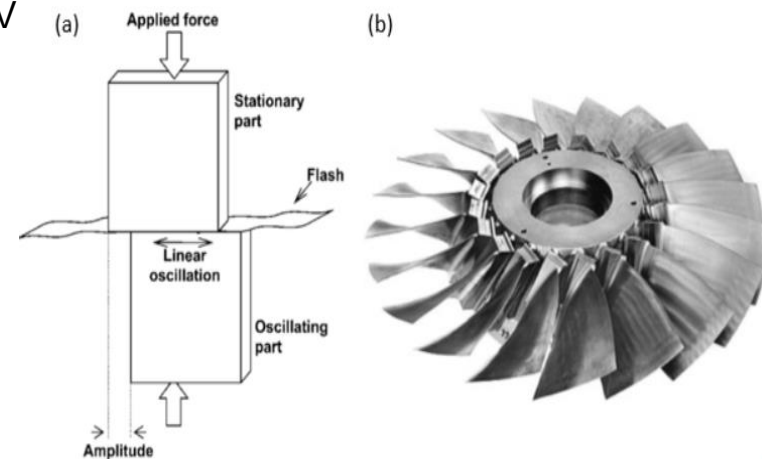 V
(a)
Applied force
(b)
Stationary
part
Flash
Linear
oscillation
Oscillating
part
Amplitude